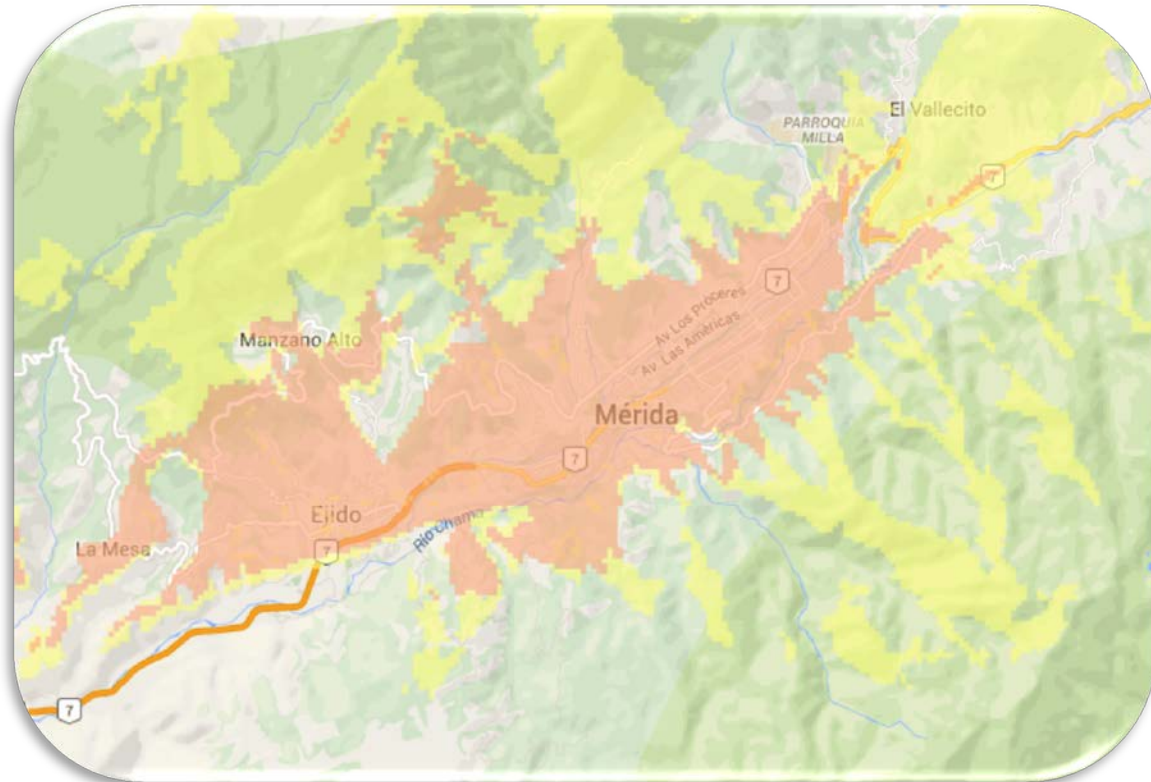 El Vallecito
PARROQUIA
MILLA
7
7
Av Los Próceres
Av. Las Américas
Manzano Alto
Mérida
7
Ejido
Río Chama
7
La Mesa
7